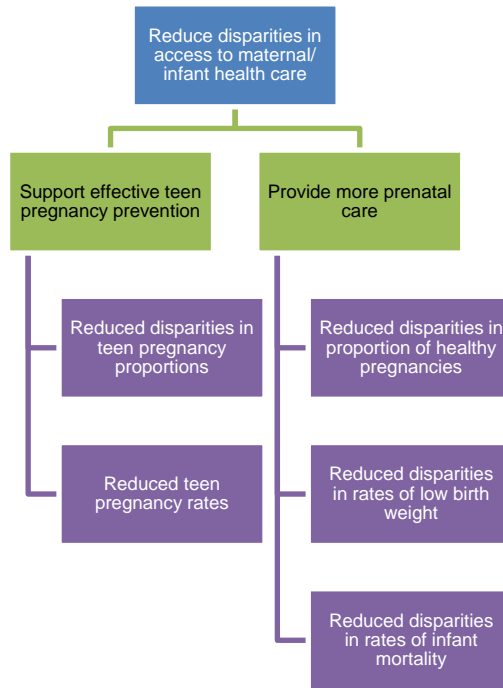 Reduce disparities in
access to maternal/
infant health care
Support effective teen
pregnancy prevention
Provide more prenatal
care
Reduced disparities in
teen pregnancy
proportions
Reduced teen
pregnancy rates
Reduced disparities in
proportion of healthy
pregnancies
Reduced disparities
in rates of low birth
weight
Reduced disparities
in rates of infant
mortality